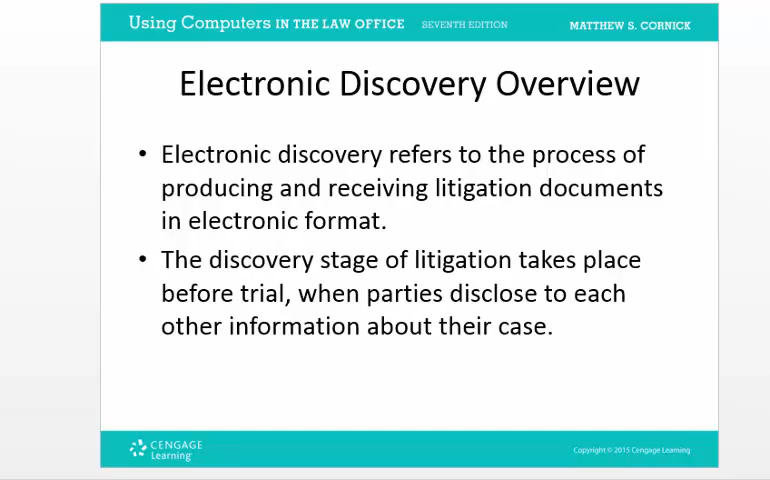 Using Computers IN THE LAW OFFICE SEVENTH EDITION MATTHEW S. CORNICK
Electronic Discovery Overview
• Electronic discovery refers to the process of
producing and receiving litigation documents
in electronic format.
• The discovery stage of litigation takes place
before trial, when parties disclose to each
other information about their case.
CENGAGE
Learning™
Copyright © 2015 Cengage Learning